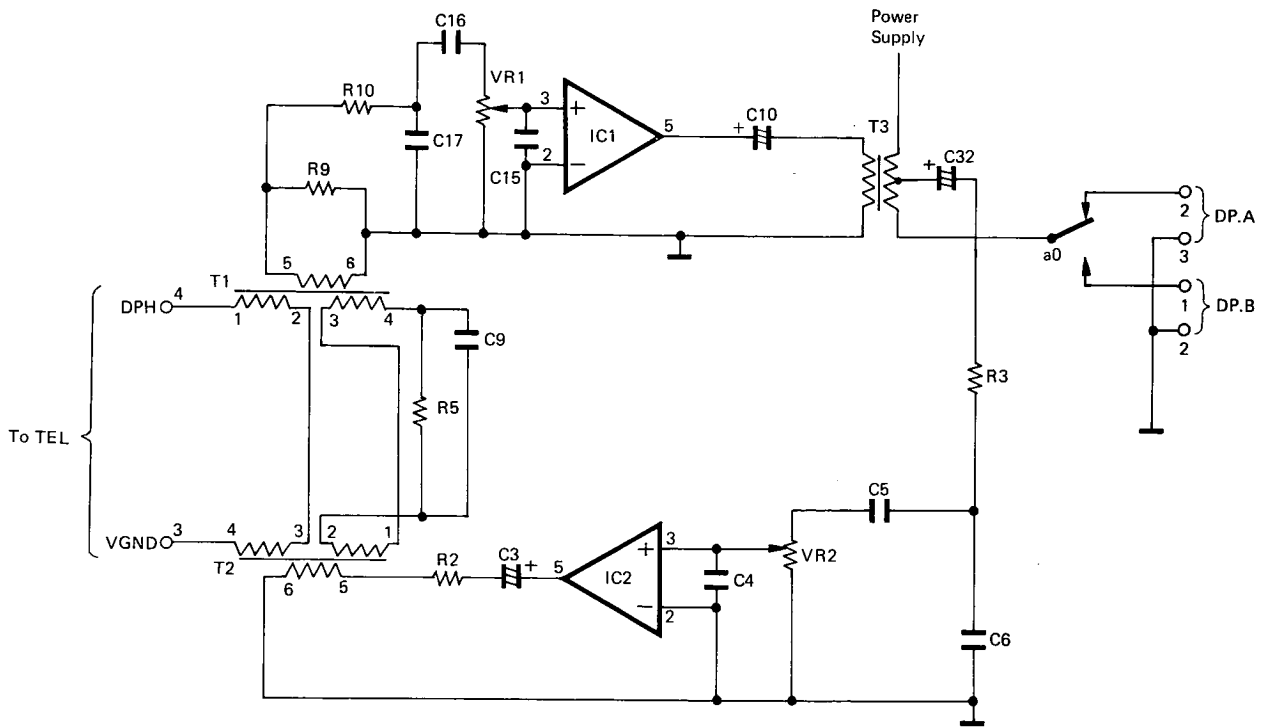 Power
Supply
C16
VR1
R10
3
+
IC1
5
+
C10
T3
+
C32
C17
2
−
C15
R9
2
DP.A
3
a0
5
6
T1
1
DP.B
2
DPH
4
1
2
3
4
C9
R3
R5
To TEL
C5
VGND
3
4
3
2
1
T2
6
5
R2
C3
+
5
IC2
+
3
−
2
C4
VR2
C6